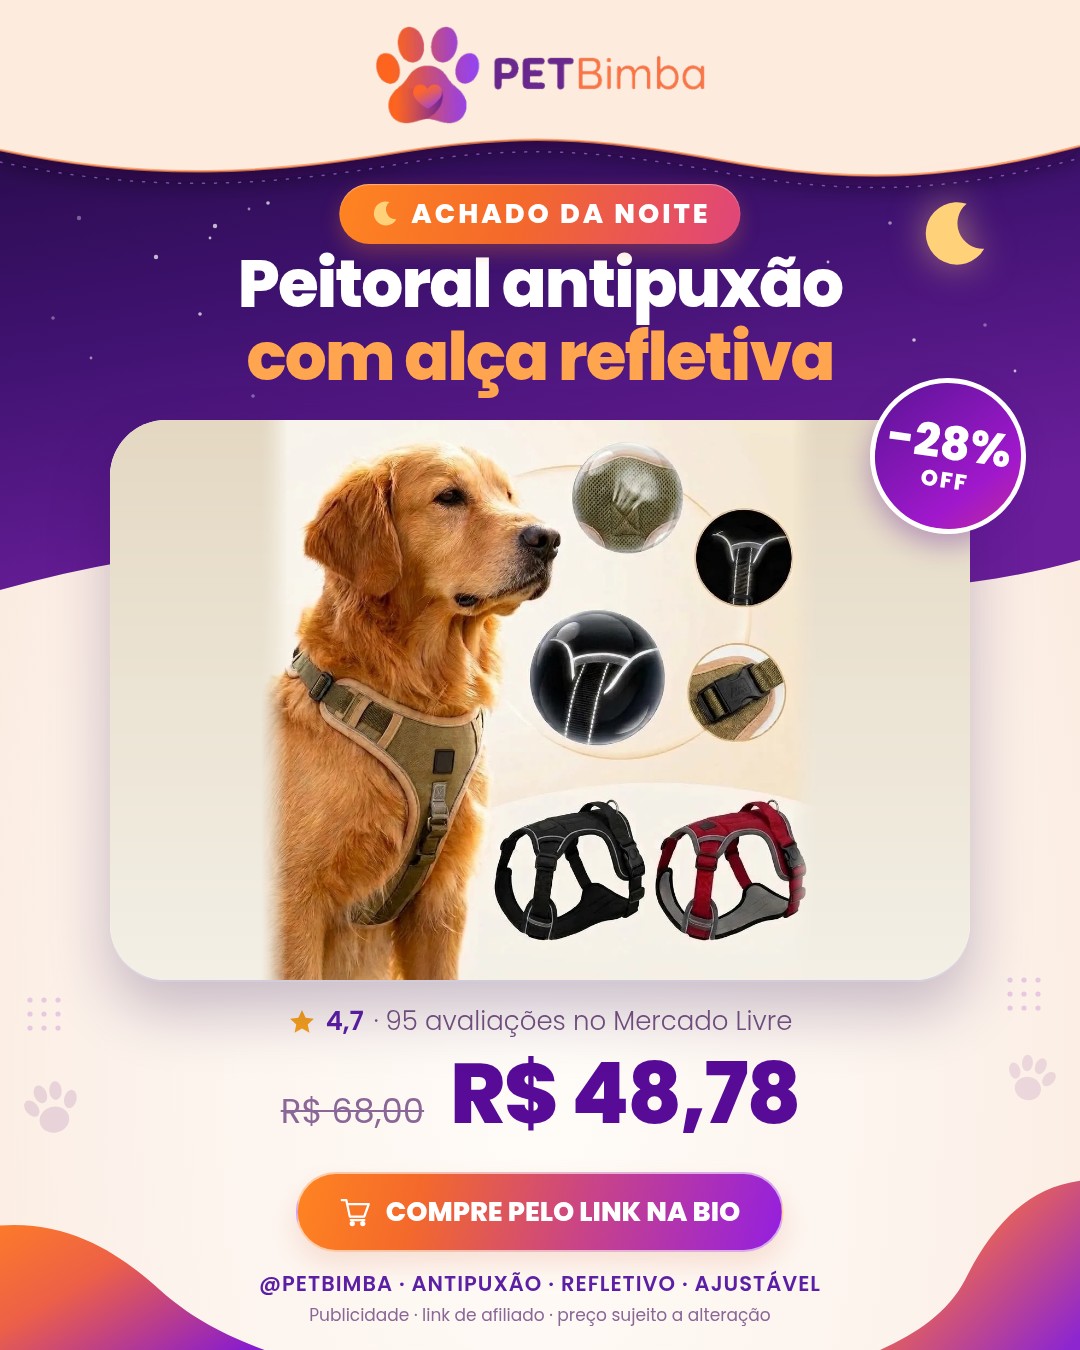 PETBimba
ACHADO DA NOITE
Peitoral antipuxão
com alça refletiva
-28%
OFF
4,7 · 95 avaliações no Mercado Livre
R$ 68,00 R$ 48,78
COMPRE PELO LINK NA BIO
@PETBIMBA · ANTIPUXÃO · REFLETIVO · AJUSTÁVEL
Publicidade · link de afiliado · preço sujeito a alteração